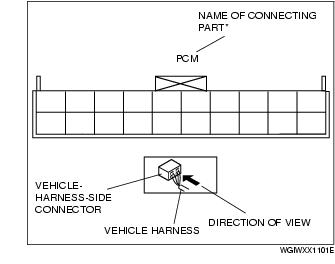 NAME OF CONNECTING
PART*
PCM
VEHICLE-
HARNESS-SIDE
CONNECTOR
VEHICLE HARNESS
DIRECTION OF VIEW
WGIWXX1101E